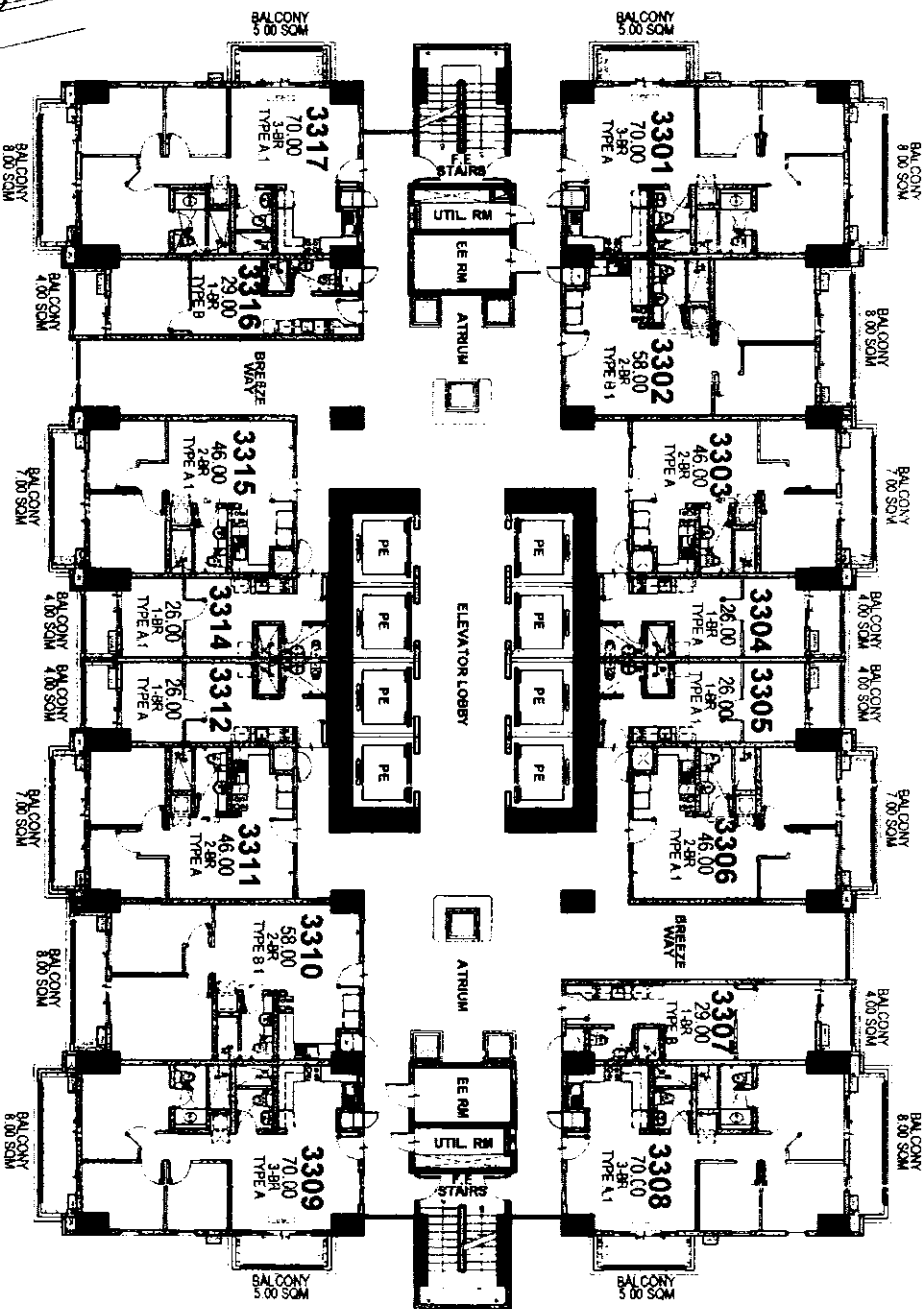 BALCONY
5.00 SQM
BALCONY
5.00 SQM
BALCONY
8.00 SQM
3317
70.00
3-BR
TYPE A 1
F.E
STAIRS
UTIL. RM
EE RM
3301
70.00
3-BR
TYPE A
BALCONY
8.00 SQM
BALCONY
4.00 SQM
3316
29.00
1-BR
TYPE B
ATRIUM
3302
58.00
2-BR
TYPE B 1
BALCONY
8.00 SQM
BREEZE
WAY
BALCONY
7.00 SQM
3315
46.00
2-BR
TYPE A 1
3303
46.00
2-BR
TYPE A
BALCONY
7.00 SQM
PE
PE
BALCONY
4.00 SQM
3314
26.00
1-BR
TYPE A 1
PE
ELEVATOR LOBBY
PE
3304
26.00
1-BR
TYPE A
BALCONY
4.00 SQM
BALCONY
4.00 SQM
3312
26.00
1-BR
TYPE A
PE
PE
3305
26.00
1-BR
TYPE A 1
BALCONY
4.00 SQM
PE
PE
BALCONY
7.00 SQM
3311
46.00
2-BR
TYPE A
3306
46.00
2-BR
TYPE A 1
BALCONY
7.00 SQM
BREEZE
WAY
BALCONY
8.00 SQM
3310
58.00
2-BR
TYPE B 1
ATRIUM
3307
29.00
1-BR
TYPE B
BALCONY
4.00 SQM
BALCONY
8.00 SQM
3309
70.00
3-BR
TYPE A
EE RM
UTIL. RM
F.E
STAIRS
3308
70.00
3-BR
TYPE A 1
BALCONY
8.00 SQM
BALCONY
5.00 SQM
BALCONY
5.00 SQM